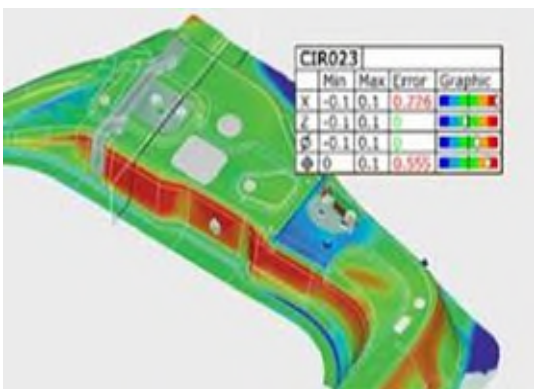 CIR023
Min Max Error Graphic
X -0.1 0.1 0.776
Z -0.1 0.1 0
Ø -0.1 0.1 0
⌖ 0 0.1 0.555